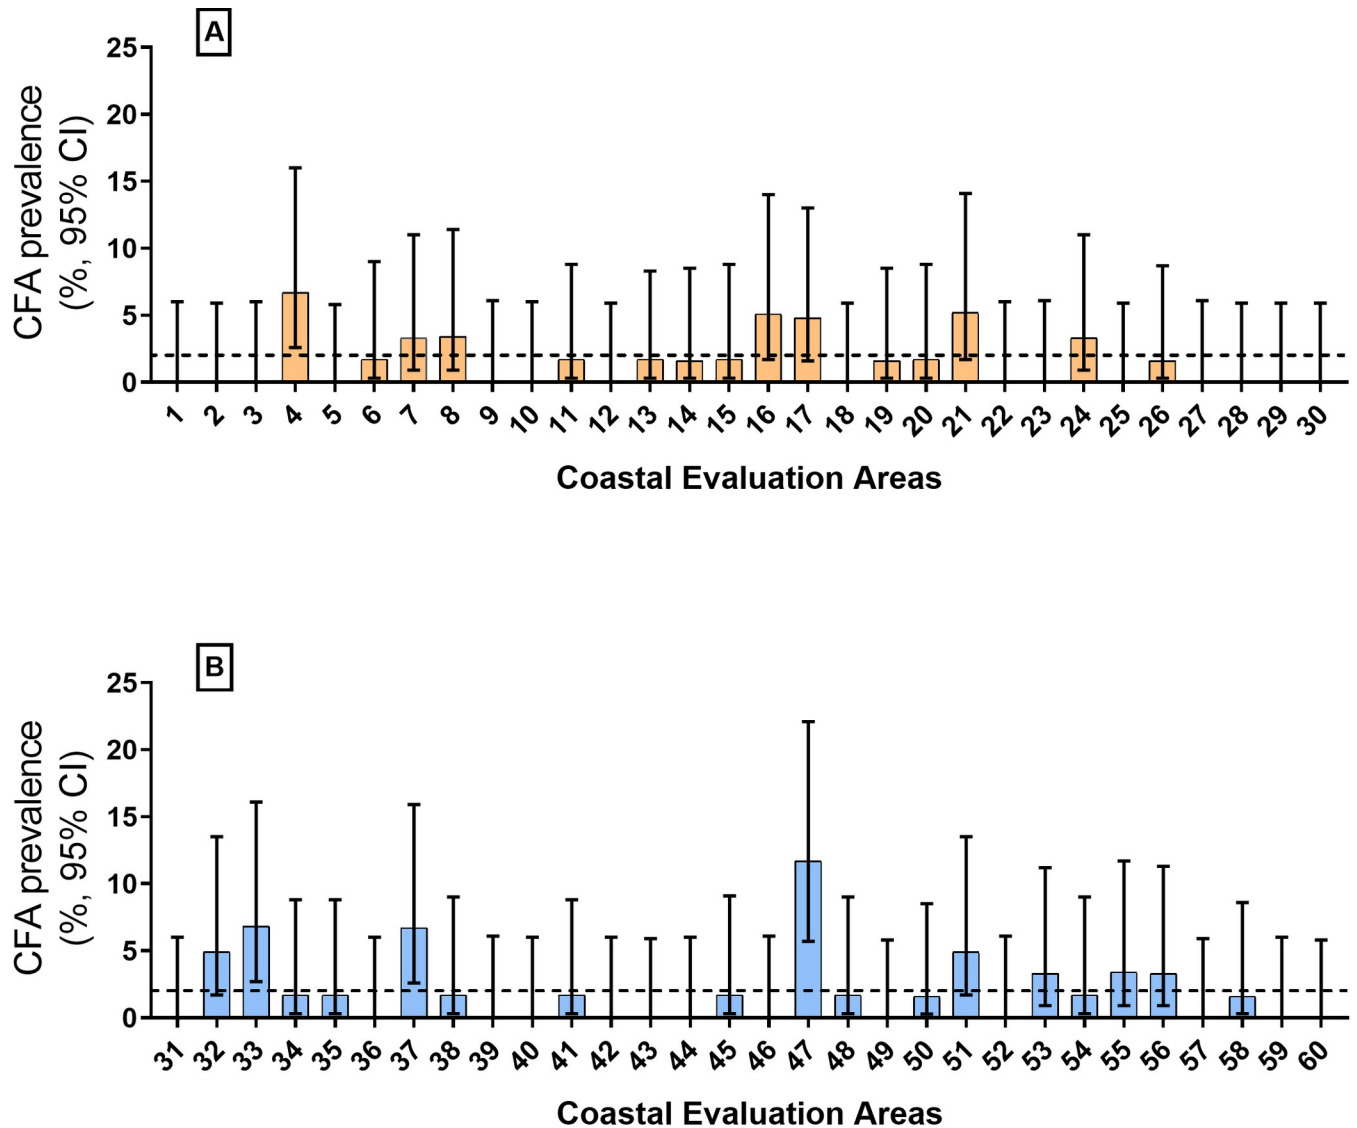 A
CFA prevalence
(%, 95% CI)
25
20
15
10
5
0
1 2 3 4 5 6 7 8 9 10 11 12 13 14 15 16 17 18 19 20 21 22 23 24 25 26 27 28 29 30
Coastal Evaluation Areas
B
CFA prevalence
(%, 95% CI)
25
20
15
10
5
0
31 32 33 34 35 36 37 38 39 40 41 42 43 44 45 46 47 48 49 50 51 52 53 54 55 56 57 58 59 60
Coastal Evaluation Areas